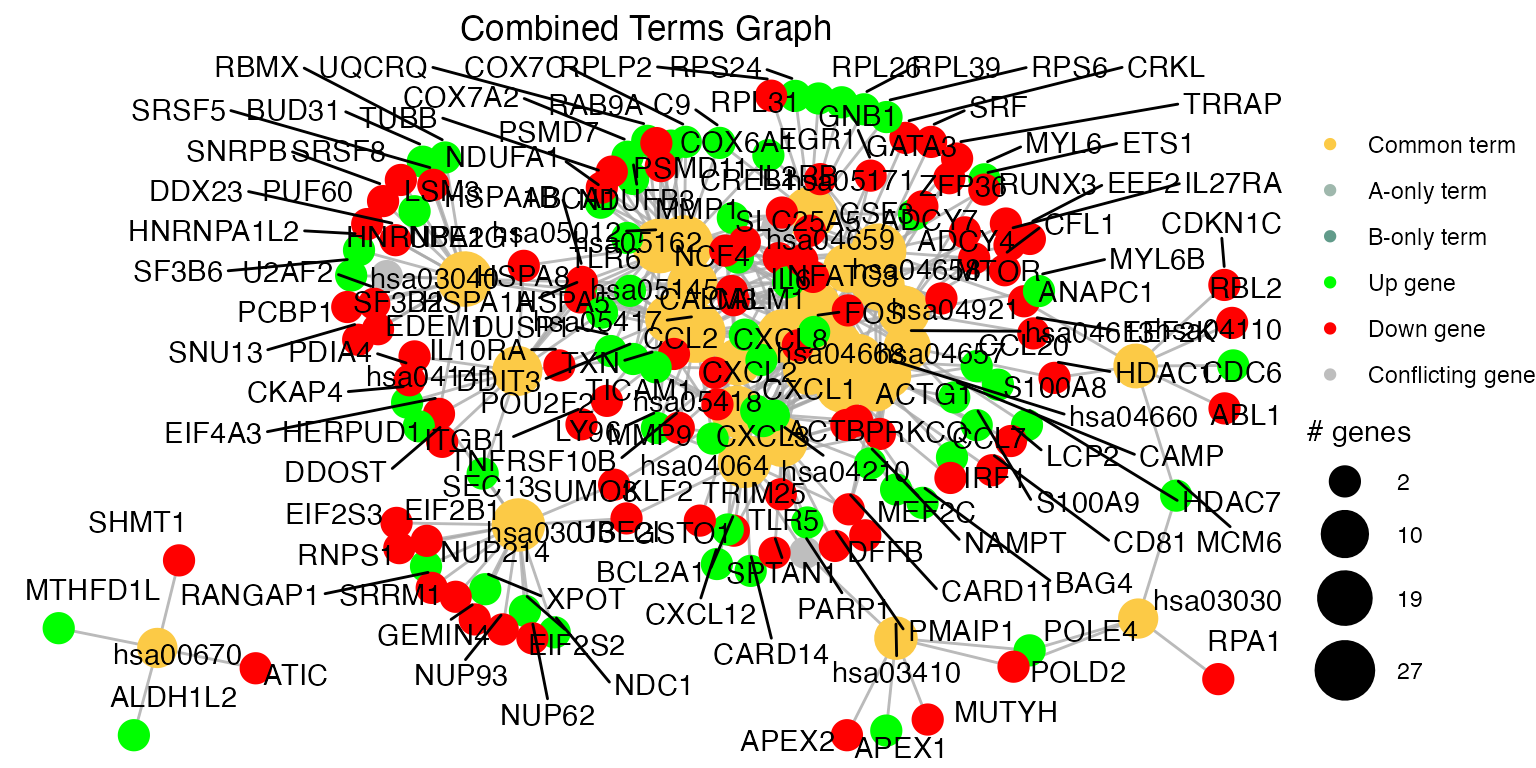 Combined Terms Graph
RBMX
UQCRQ
COX7C
RPLP2
RPS24
RPL26
RPL39
RPS6
CRKL
SRSF5
BUD31
COX7A2
RAB9A
C9
RPL31
GNB1
SRF
TRRAP
TUBB
PSMD7
COX6A1
EGR1
GATA3
MYL6
ETS1
SNRPB
SRSF8
NDUFA1
PSMD11
IL2RB
hsa05171
ZFP36
RUNX3
EEF2
IL27RA
DDX23
PUF60
LSM3
HSPA1B
NDUFB3
MMP1
SLC25A5
GSE3
ADCY7
CFL1
CDKN1C
HNRNPA1L2
hsa05012
hsa05162
NCF4
hsa04659
ADCY4
SF3B6
U2AF2
hsa03040
HSPA8
TLR6
NFATC3
hsa04658
MTOR
MYL6B
ANAPC1
RBL2
PCBP1
SF3B2
HSPA1A
HSPA5
hsa05145
CALM1
IL6
FOS
hsa04921
EDEM1
DUSP1
hsa05417
CCL2
CXCL8
hsa04613
EEF2K
hsa04110
SNU13
PDIA4
IL10RA
TXN
hsa04668
hsa04657
CCL20
HDAC1
CDC6
CKAP4
hsa04141
DDIT3
TICAM1
CXCL2
CXCL1
ACTG1
S100A8
POU2F2
hsa05418
hsa04660
ABL1
EIF4A3
HERPUD1
ITGB1
LY96
MMP9
CXCL3
ACTB
PRKCQ
CCL7
LCP2
CAMP
DDOST
TNFRSF10B
hsa04064
hsa04210
IRF1
SEC13
SUMO3
KLF2
TRIM25
S100A9
HDAC7
SHMT1
EIF2S3
EIF2B1
hsa03013
GSTO1
TLR5
MEF2C
NAMPT
CD81
MCM6
RNPS1
NUP214
DFFB
MTHFD1L
RANGAP1
SRRM1
XPOT
BCL2A1
SPTAN1
CARD11
BAG4
CXCL12
PARP1
hsa03030
GEMIN4
EIF2S2
PMAIP1
POLE4
RPA1
hsa00670
ATIC
NUP93
NDC1
CARD14
hsa03410
POLD2
ALDH1L2
NUP62
MUTYH
APEX2
APEX1
Common term
A-only term
B-only term
Up gene
Down gene
Conflicting gene
# genes
2
10
19
27